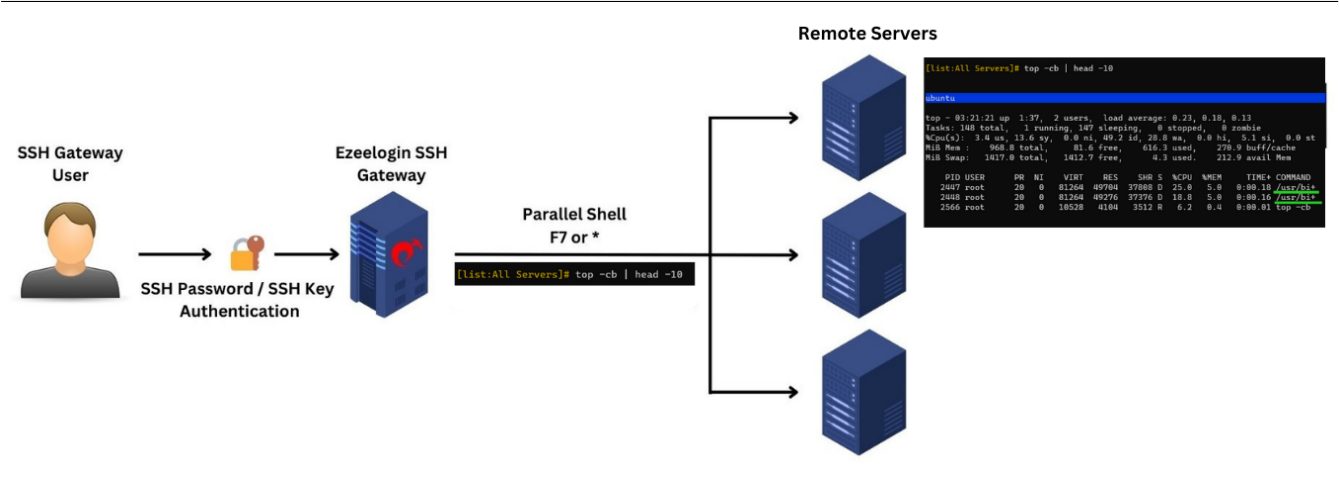 Remote Servers
[list:All Servers]# top -cb | head -10
ubuntu
top - 03:21:21 up  1:37,  2 users,  load average: 0.23, 0.18, 0.13
Tasks: 148 total,   1 running, 147 sleeping,   0 stopped,   0 zombie
%Cpu(s):  3.4 us, 13.6 sy,  0.0 ni, 49.2 id, 28.8 wa,  0.0 hi,  5.1 si,  0.0 st
MiB Mem :    968.8 total,     81.6 free,    616.3 used,    270.9 buff/cache
MiB Swap:   1417.0 total,   1412.7 free,      4.3 used.    212.9 avail Mem
PID USER      PR  NI    VIRT    RES    SHR S  %CPU  %MEM     TIME+ COMMAND
2447 root      20   0   81264  49704  37808 D  25.0   5.0   0:00.18 /usr/bi+
2448 root      20   0   81264  49276  37376 D  18.8   5.0   0:00.16 /usr/bi+
2566 root      20   0   10528   4104   3512 R   6.2   0.4   0:00.01 top -cb
SSH Gateway
User
Ezeelogin SSH
Gateway
SSH Password / SSH Key
Authentication
Parallel Shell
F7 or *
[list:All Servers]# top -cb | head -10